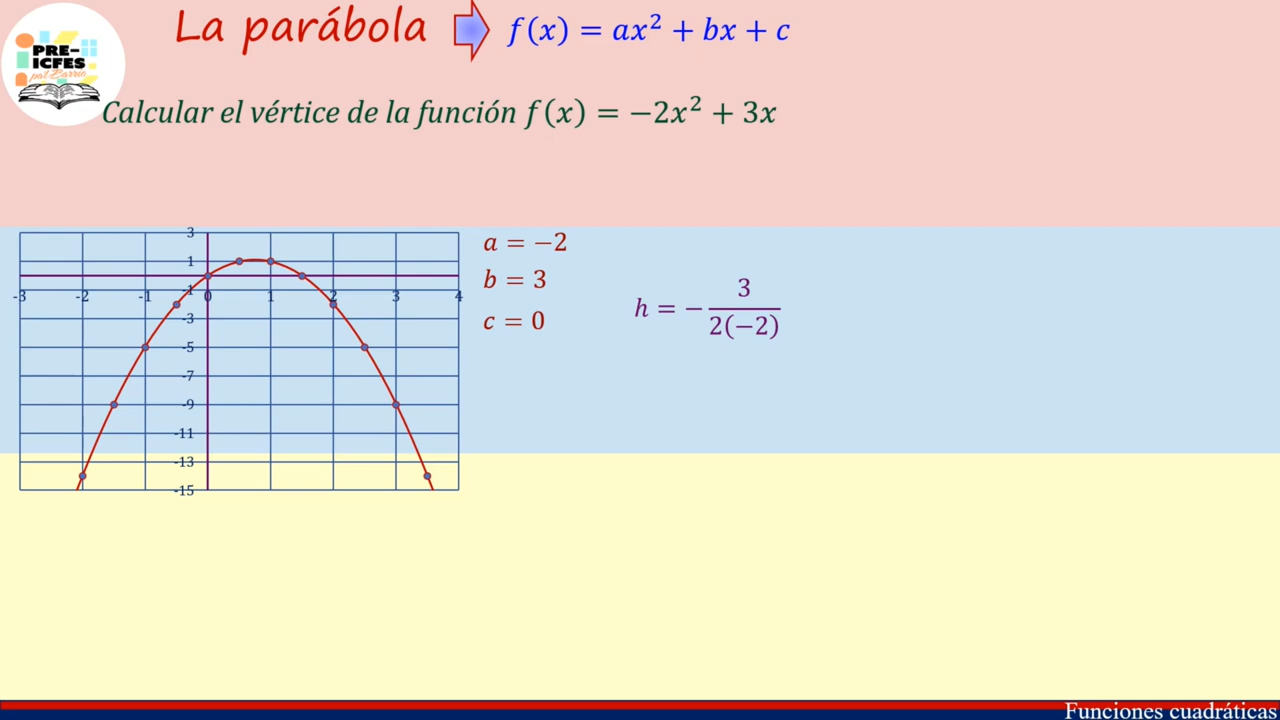 La parábola f(x) = ax² + bx + c
PRE-
ICFES
pal Barrio
Calcular el vértice de la función f(x) = −2x² + 3x
3
1
-3 -2 -1 0 1 2 3 4
-1
-3
-5
-7
-9
-11
-13
-15
a = −2
b = 3
c = 0
h = − 3 / 2(−2)
Funciones cuadráticas